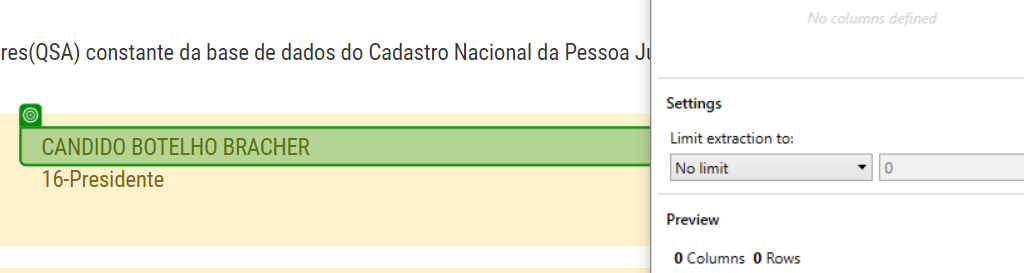 No columns defined
res(QSA) constante da base de dados do Cadastro Nacional da Pessoa
Settings
Limit extraction to:
No limit
0
CANDIDO BOTELHO BRACHER
16-Presidente
Preview
0 Columns 0 Rows